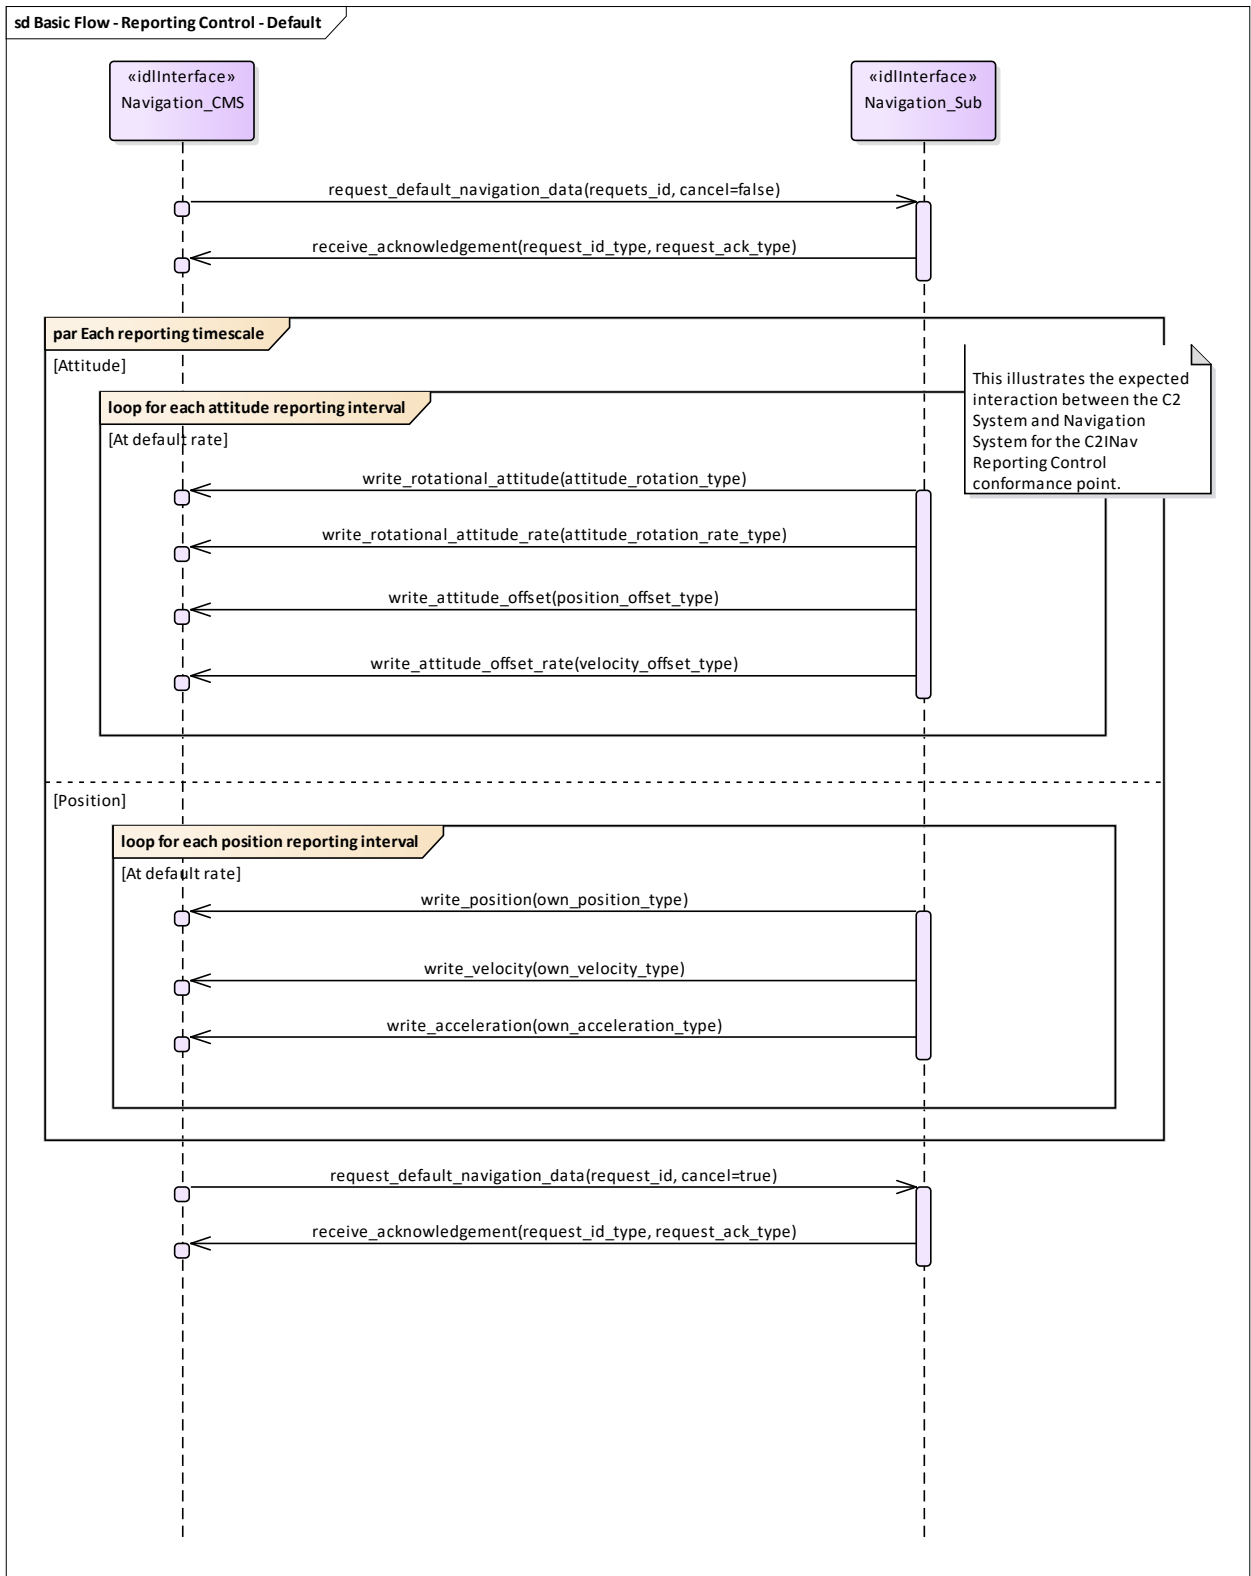 sd Basic Flow - Reporting Control - Default
«idlInterface»
Navigation_CMS
«idlInterface»
Navigation_Sub
request_default_navigation_data(requets_id, cancel=false)
receive_acknowledgement(request_id_type, request_ack_type)
par Each reporting timescale
[Attitude]
This illustrates the expected
interaction between the C2
System and Navigation
System for the C2INav
Reporting Control
conformance point.
loop for each attitude reporting interval
[At default rate]
write_rotational_attitude(attitude_rotation_type)
write_rotational_attitude_rate(attitude_rotation_rate_type)
write_attitude_offset(position_offset_type)
write_attitude_offset_rate(velocity_offset_type)
[Position]
loop for each position reporting interval
[At default rate]
write_position(own_position_type)
write_velocity(own_velocity_type)
write_acceleration(own_acceleration_type)
request_default_navigation_data(request_id, cancel=true)
receive_acknowledgement(request_id_type, request_ack_type)